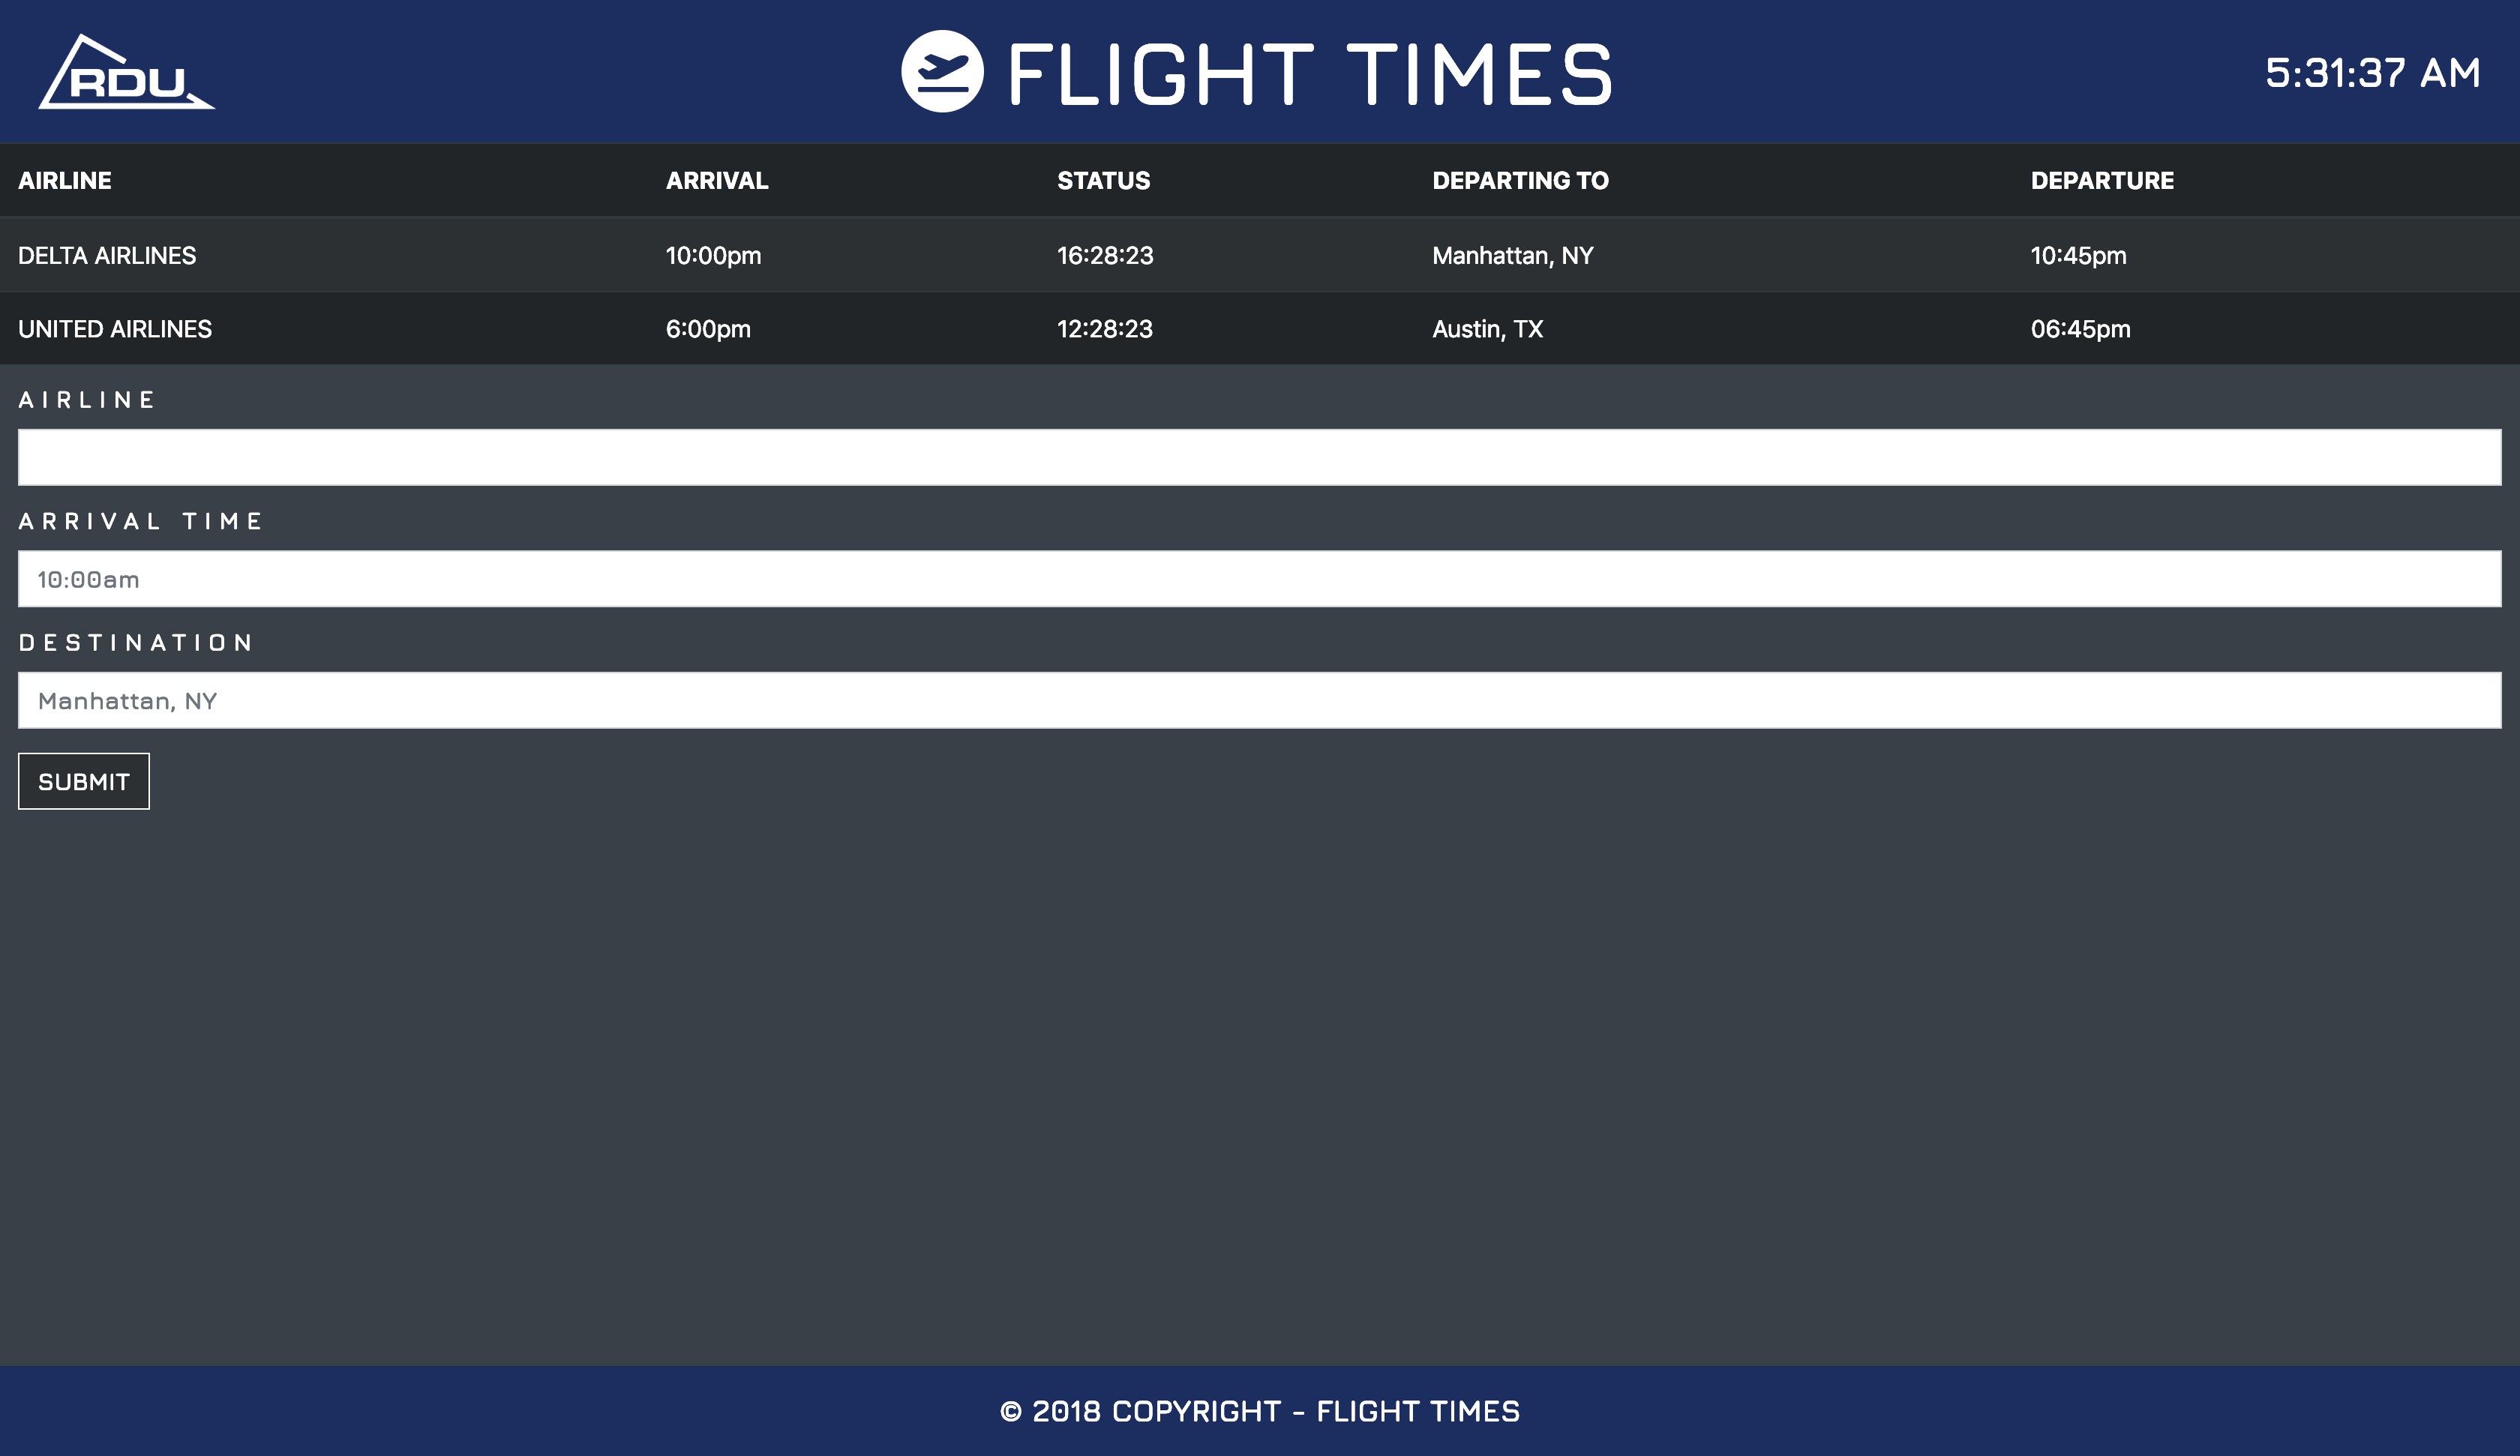 RDU FLIGHT TIMES 5:31:37 AM
AIRLINE ARRIVAL STATUS DEPARTING TO DEPARTURE
DELTA AIRLINES 10:00pm 16:28:23 Manhattan, NY 10:45pm
UNITED AIRLINES 6:00pm 12:28:23 Austin, TX 06:45pm
AIRLINE
ARRIVAL TIME
10:00am
DESTINATION
Manhattan, NY
SUBMIT
© 2018 COPYRIGHT - FLIGHT TIMES